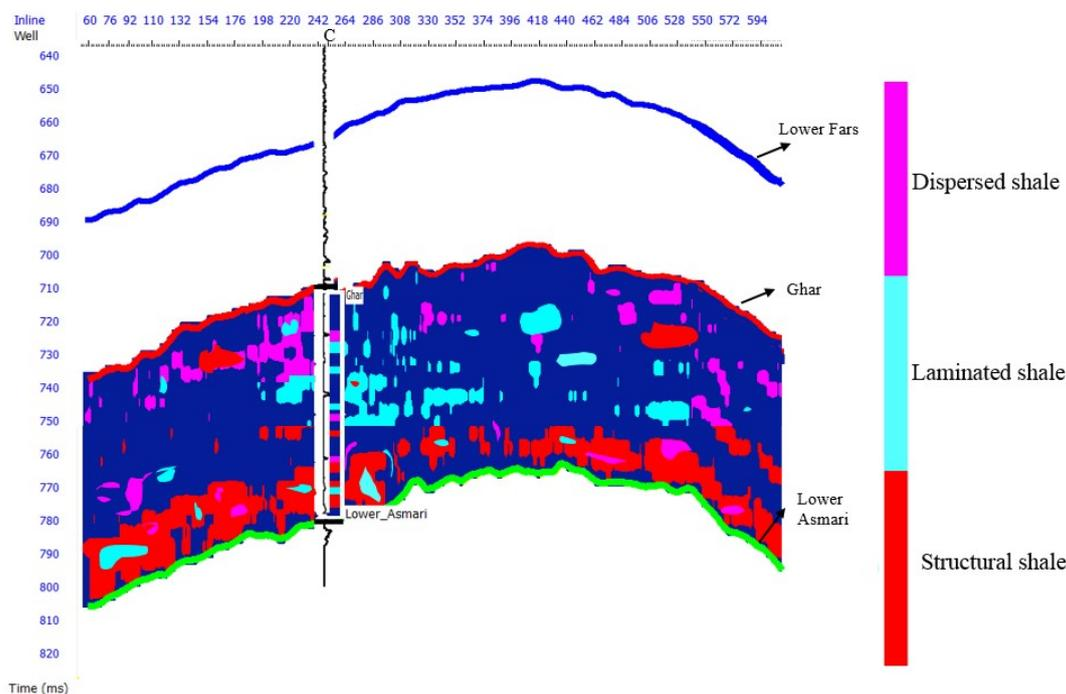 Inline 60 76 92 110 132 154 176 198 220 242 264 286 308 330 352 374 396 418 440 462 484 506 528 550 572 594
Well C
640
650
660
Lower Fars
670
680
Dispersed shale
690
700
710
Ghar
Ghar
720
730
Laminated shale
740
750
760
770
Lower
Asmari
Lower_Asmari
780
790
Structural shale
800
810
820
Time (ms)